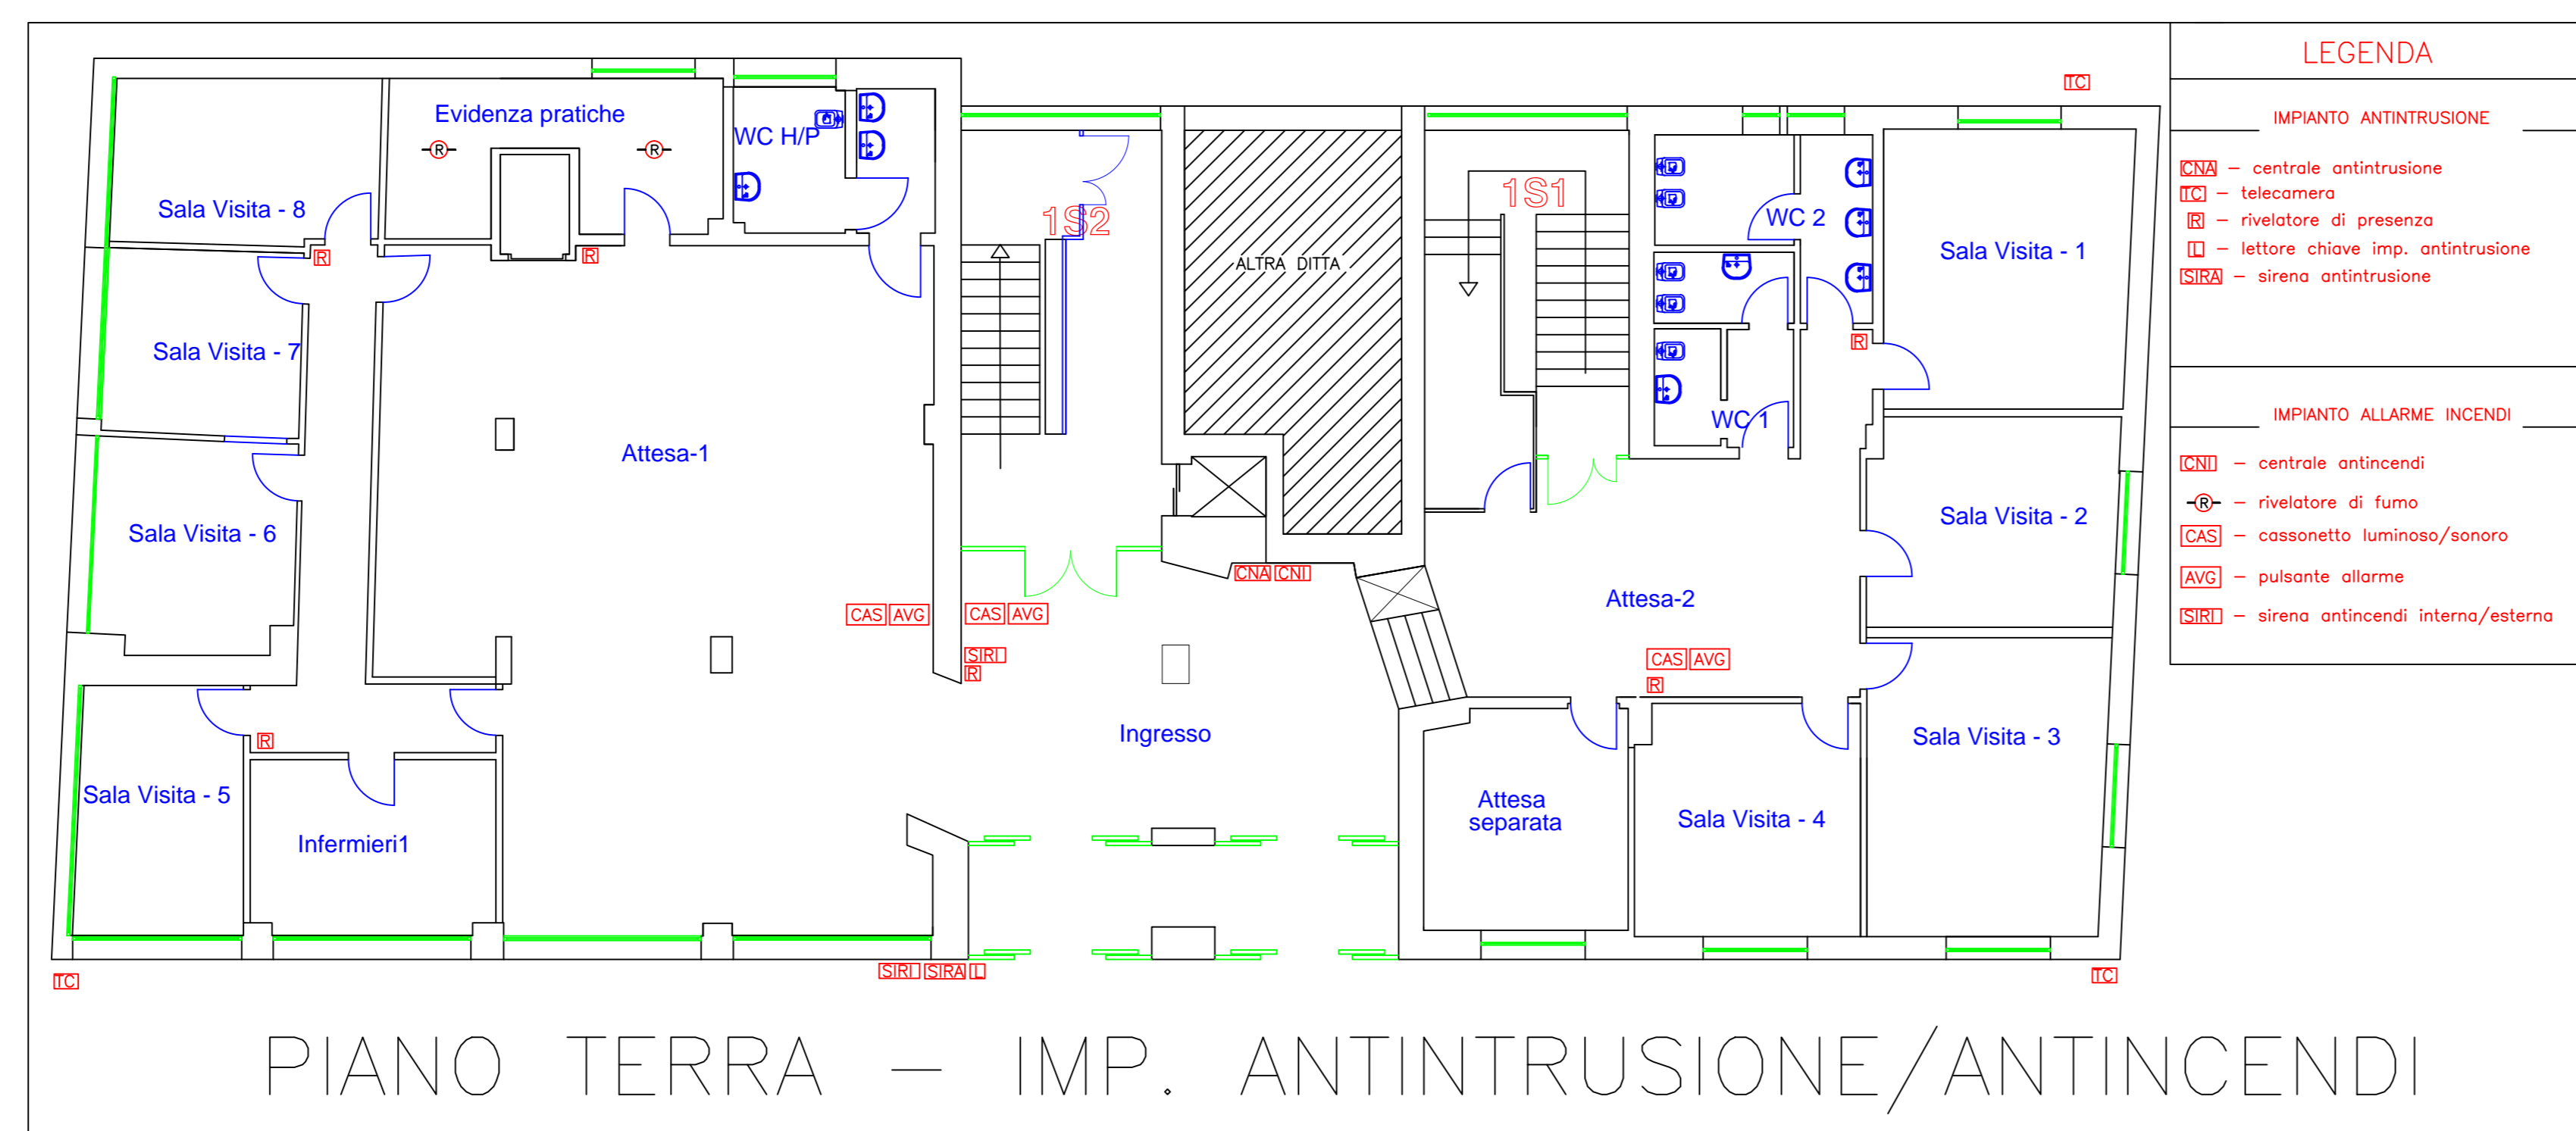 LEGENDA
IMPIANTO ANTINTRUSIONE
CNA – centrale antintrusione
TC – telecamera
R – rivelatore di presenza
L – lettore chiave imp. antintrusione
SIRA – sirena antintrusione
IMPIANTO ALLARME INCENDI
CNI – centrale antincendi
R – rivelatore di fumo
CAS – cassonetto luminoso/sonoro
AVG – pulsante allarme
SIRI – sirena antincendi interna/esterna
TC
Evidenza pratiche
R
R
WC H/P
Sala Visita - 8
R
R
1S2
ALTRA DITTA
1S1
WC 2
Sala Visita - 1
Sala Visita - 7
R
Attesa-1
WC 1
Sala Visita - 6
Sala Visita - 2
CNA CNI
CAS AVG
CAS AVG
Attesa-2
SIRI
R
CAS AVG
R
Ingresso
R
Sala Visita - 3
Sala Visita - 5
Infermieri1
Attesa
separata
Sala Visita - 4
TC
SIRI SIRA L
TC
PIANO TERRA – IMP. ANTINTRUSIONE/ANTINCENDI